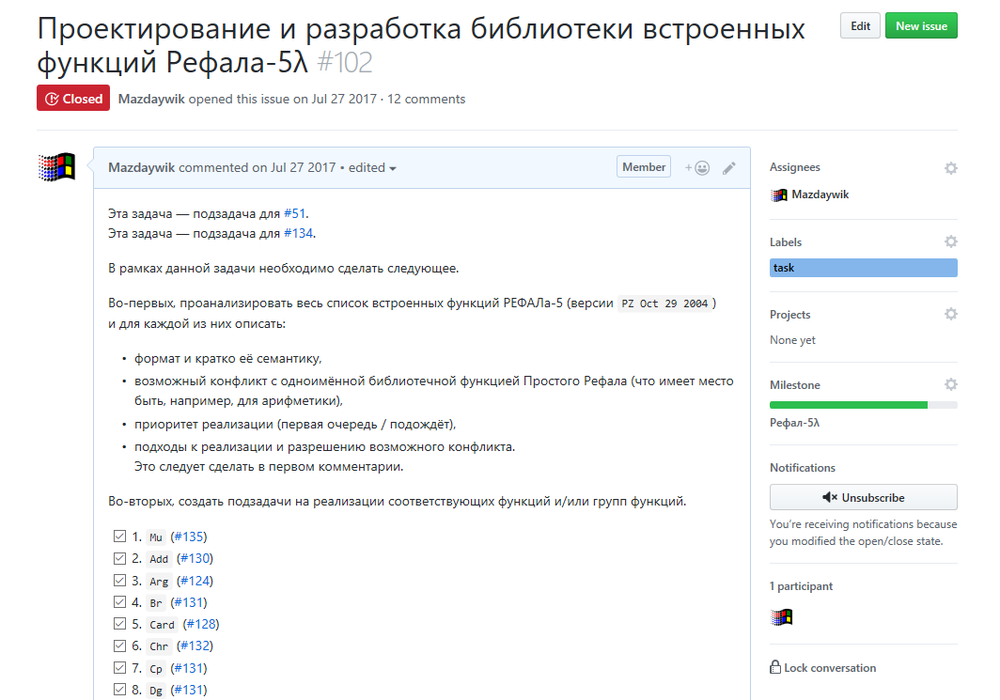 Проектирование и разработка библиотеки встроенных
функций Рефала-5λ #102
Edit
New issue
Closed
Mazdaywik opened this issue on Jul 27 2017 · 12 comments
Mazdaywik commented on Jul 27 2017 • edited
Member
+
Эта задача — подзадача для #51.
Эта задача — подзадача для #134.
В рамках данной задачи необходимо сделать следующее.
Во-первых, проанализировать весь список встроенных функций РЕФАЛа-5 (версии PZ Oct 29 2004 )
и для каждой из них описать:
• формат и кратко её семантику,
• возможный конфликт с одноимённой библиотечной функцией Простого Рефала (что имеет место
быть, например, для арифметики),
• приоритет реализации (первая очередь / подождёт),
• подходы к реализации и разрешению возможного конфликта.
Это следует сделать в первом комментарии.
Во-вторых, создать подзадачи на реализации соответствующих функций и/или групп функций.
1. Mu (#135)
2. Add (#130)
3. Arg (#124)
4. Br (#131)
5. Card (#128)
6. Chr (#132)
7. Cp (#131)
8. Dg (#131)
Assignees
Mazdaywik
Labels
task
Projects
None yet
Milestone
Рефал-5λ
Notifications
Unsubscribe
You’re receiving notifications because
you modified the open/close state.
1 participant
Lock conversation